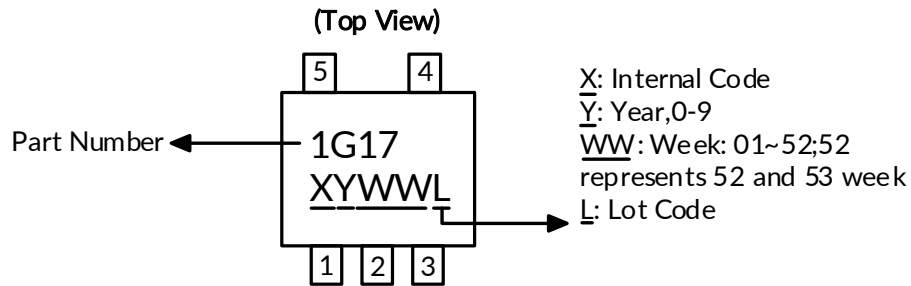 (Top View)
5 4
Part Number
1G17
XYWWL
X: Internal Code
Y: Year,0-9
WW: Week: 01~52;52
represents 52 and 53 week
L: Lot Code
1 2 3